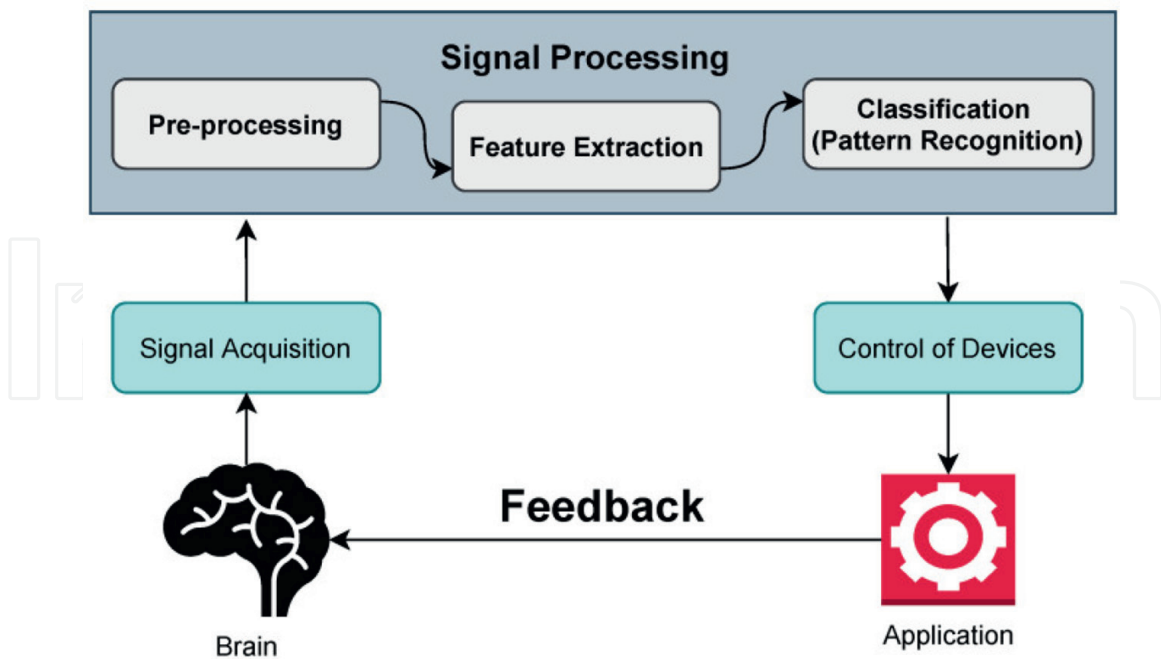 Signal Processing
Pre-processing
Feature Extraction
Classification
(Pattern Recognition)
Signal Acquisition
Control of Devices
Feedback
Brain
Application